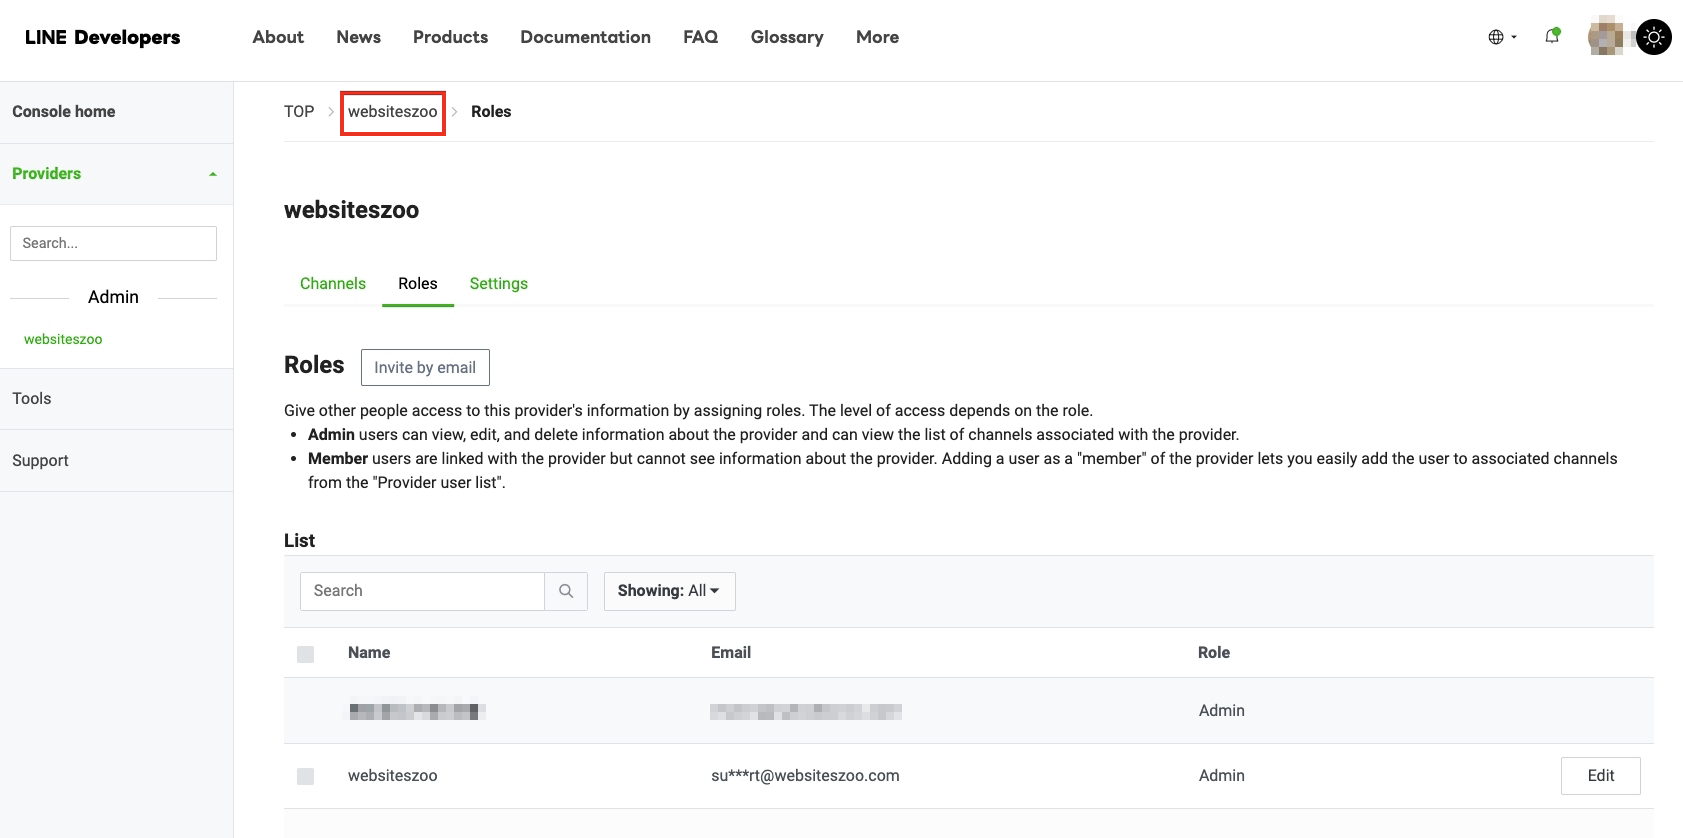 LINE Developers
About News Products Documentation FAQ Glossary More
Console home
Providers
Search...
Admin
websiteszoo
Tools
Support
TOP > websiteszoo > Roles
websiteszoo
Channels Roles Settings
Roles Invite by email
Give other people access to this provider's information by assigning roles. The level of access depends on the role.
• Admin users can view, edit, and delete information about the provider and can view the list of channels associated with the provider.
• Member users are linked with the provider but cannot see information about the provider. Adding a user as a "member" of the provider lets you easily add the user to associated channels
from the "Provider user list".
List
Search Showing: All
Name Email Role
Admin
websiteszoo su***rt@websiteszoo.com Admin Edit